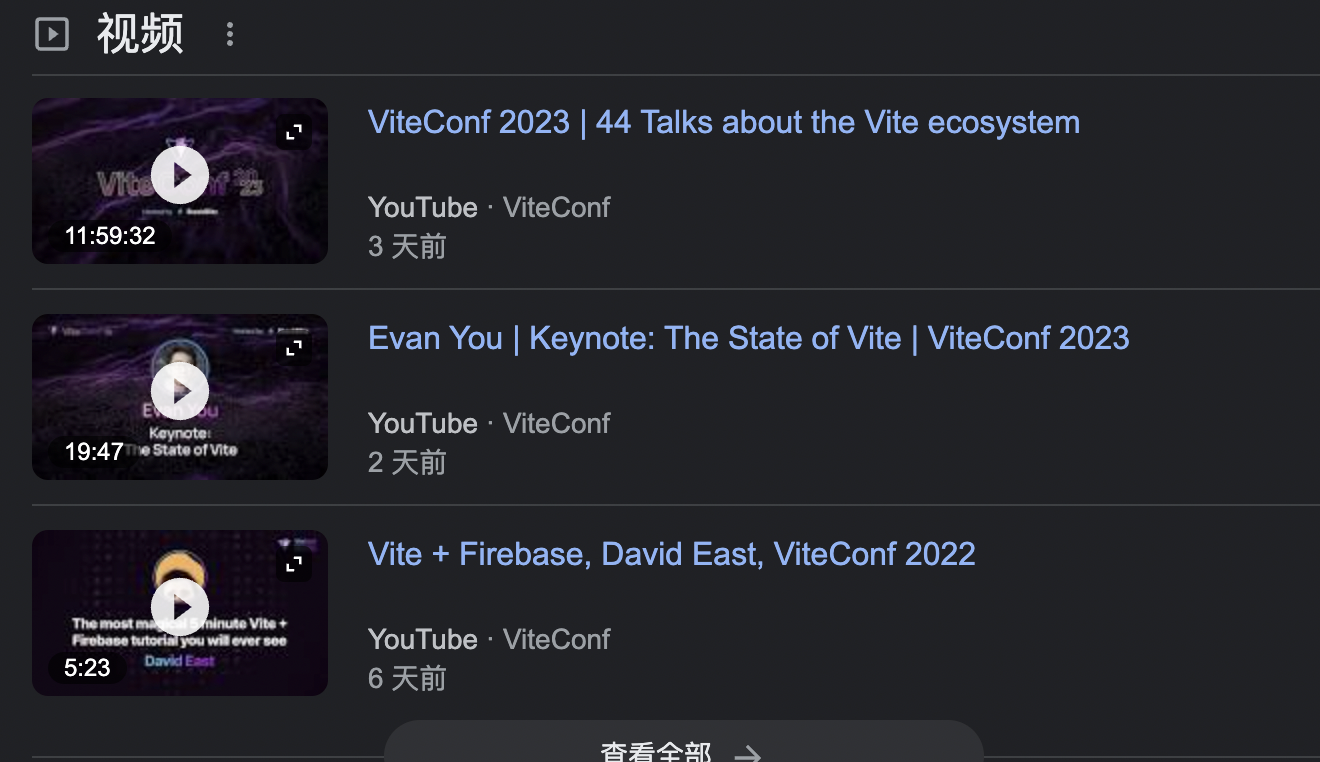 视频
ViteConf 2023 | 44 Talks about the Vite ecosystem
11:59:32
YouTube · ViteConf
3 天前
Evan You | Keynote: The State of Vite | ViteConf 2023
Evan You
Keynote:
The State of Vite
19:47
YouTube · ViteConf
2 天前
Vite + Firebase, David East, ViteConf 2022
The most magical 5 minute Vite +
Firebase tutorial you will ever see
David East
5:23
YouTube · ViteConf
6 天前
查看全部